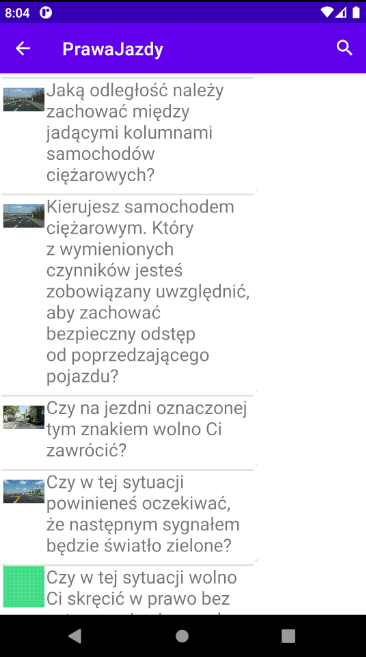 8:04
PrawaJazdy
Jaką odległość należy
zachować między
jadącymi kolumnami
samochodów
ciężarowych?
Kierujesz samochodem
ciężarowym. Który
z wymienionych
czynników jesteś
zobowiązany uwzględnić,
aby zachować
bezpieczny odstęp
od poprzedzającego
pojazdu?
Czy na jezdni oznaczonej
tym znakiem wolno Ci
zawrócić?
Czy w tej sytuacji
powinieneś oczekiwać,
że następnym sygnałem
będzie światło zielone?
Czy w tej sytuacji wolno
Ci skręcić w prawo bez